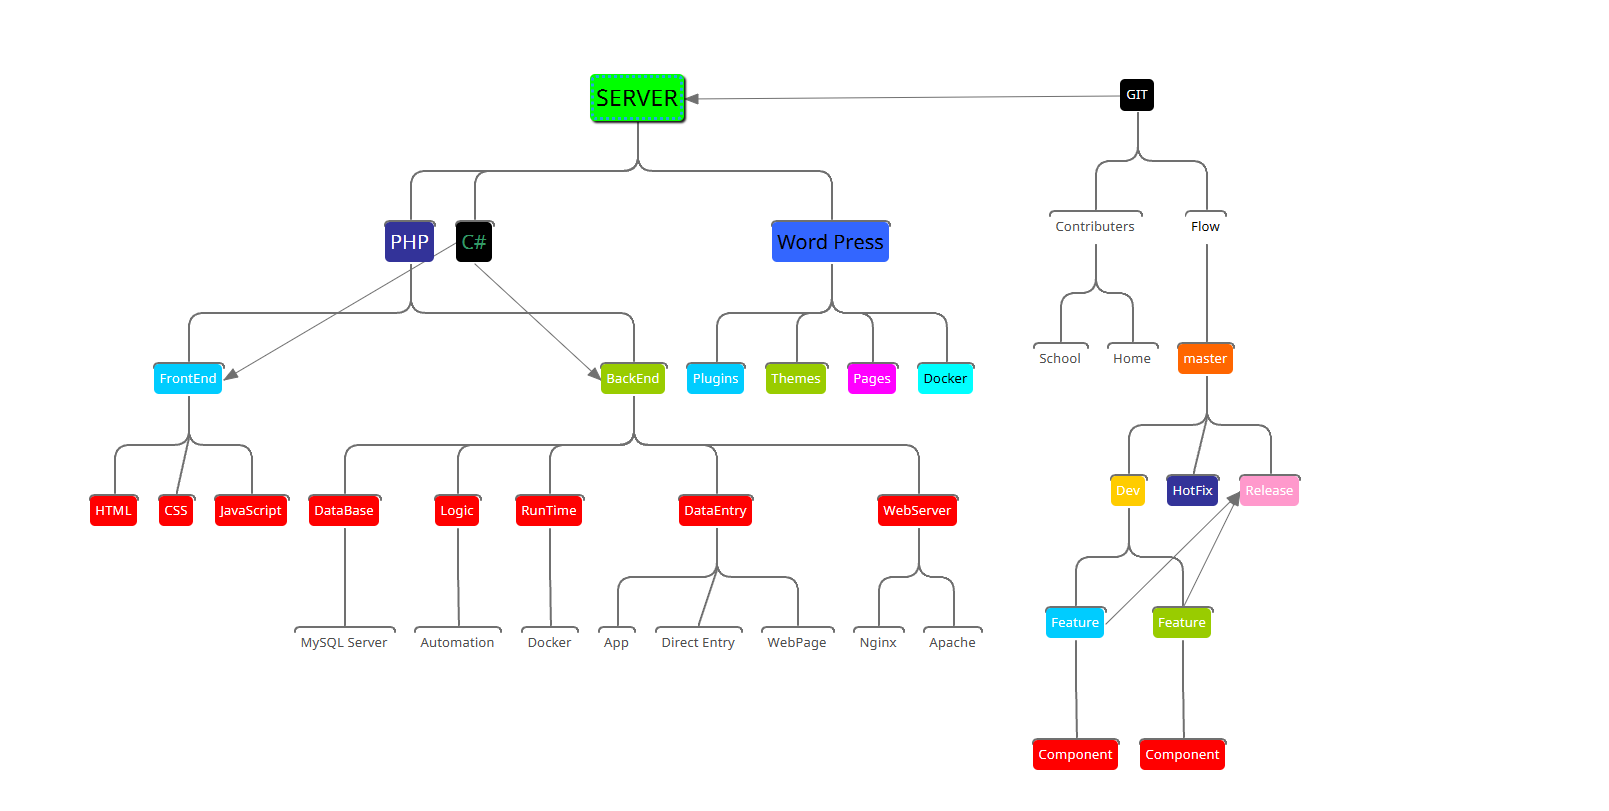 SERVER
GIT
PHP
C#
Word Press
Contributers
Flow
School
Home
master
FrontEnd
BackEnd
Plugins
Themes
Pages
Docker
HTML
CSS
JavaScript
DataBase
Logic
RunTime
DataEntry
WebServer
Dev
HotFix
Release
MySQL Server
Automation
Docker
App
Direct Entry
WebPage
Nginx
Apache
Feature
Feature
Component
Component